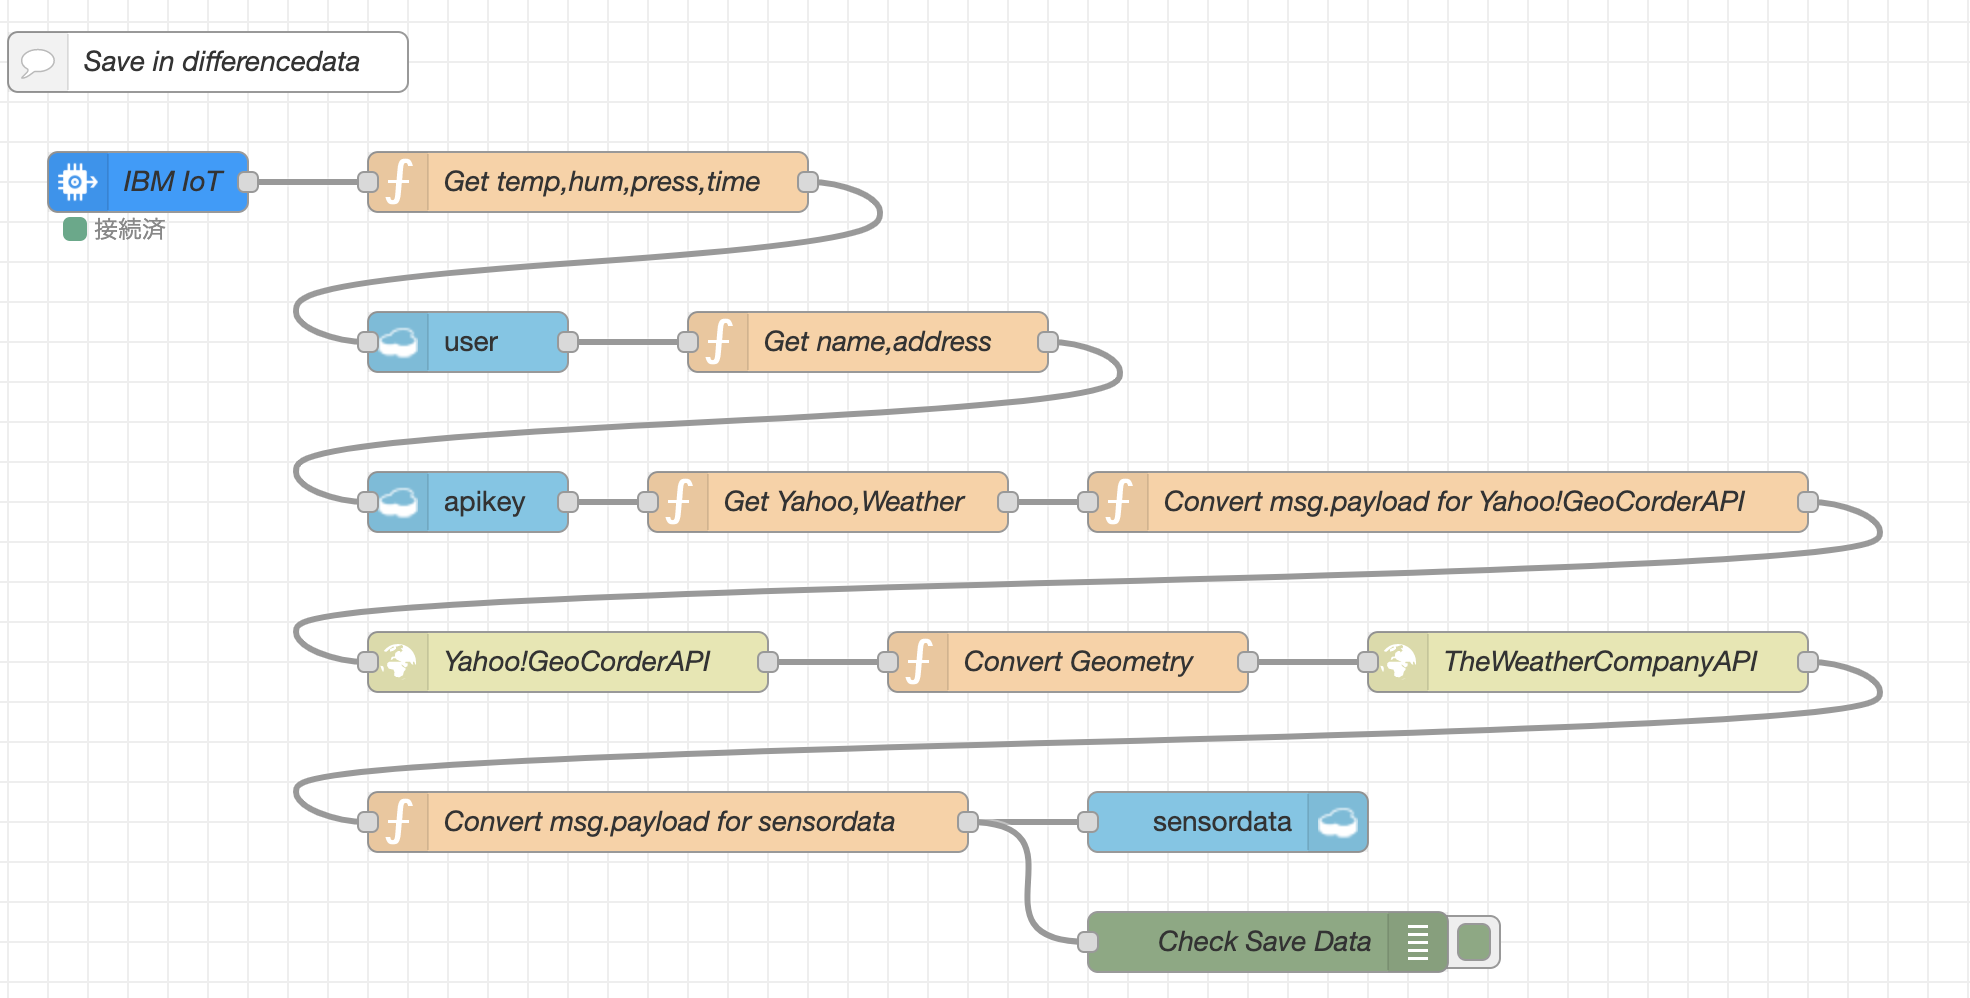 Save in differencedata
IBM IoT
Get temp,hum,press,time
接続済
user
Get name,address
apikey
Get Yahoo,Weather
Convert msg.payload for Yahoo!GeoCorderAPI
Yahoo!GeoCorderAPI
Convert Geometry
TheWeatherCompanyAPI
Convert msg.payload for sensordata
sensordata
Check Save Data